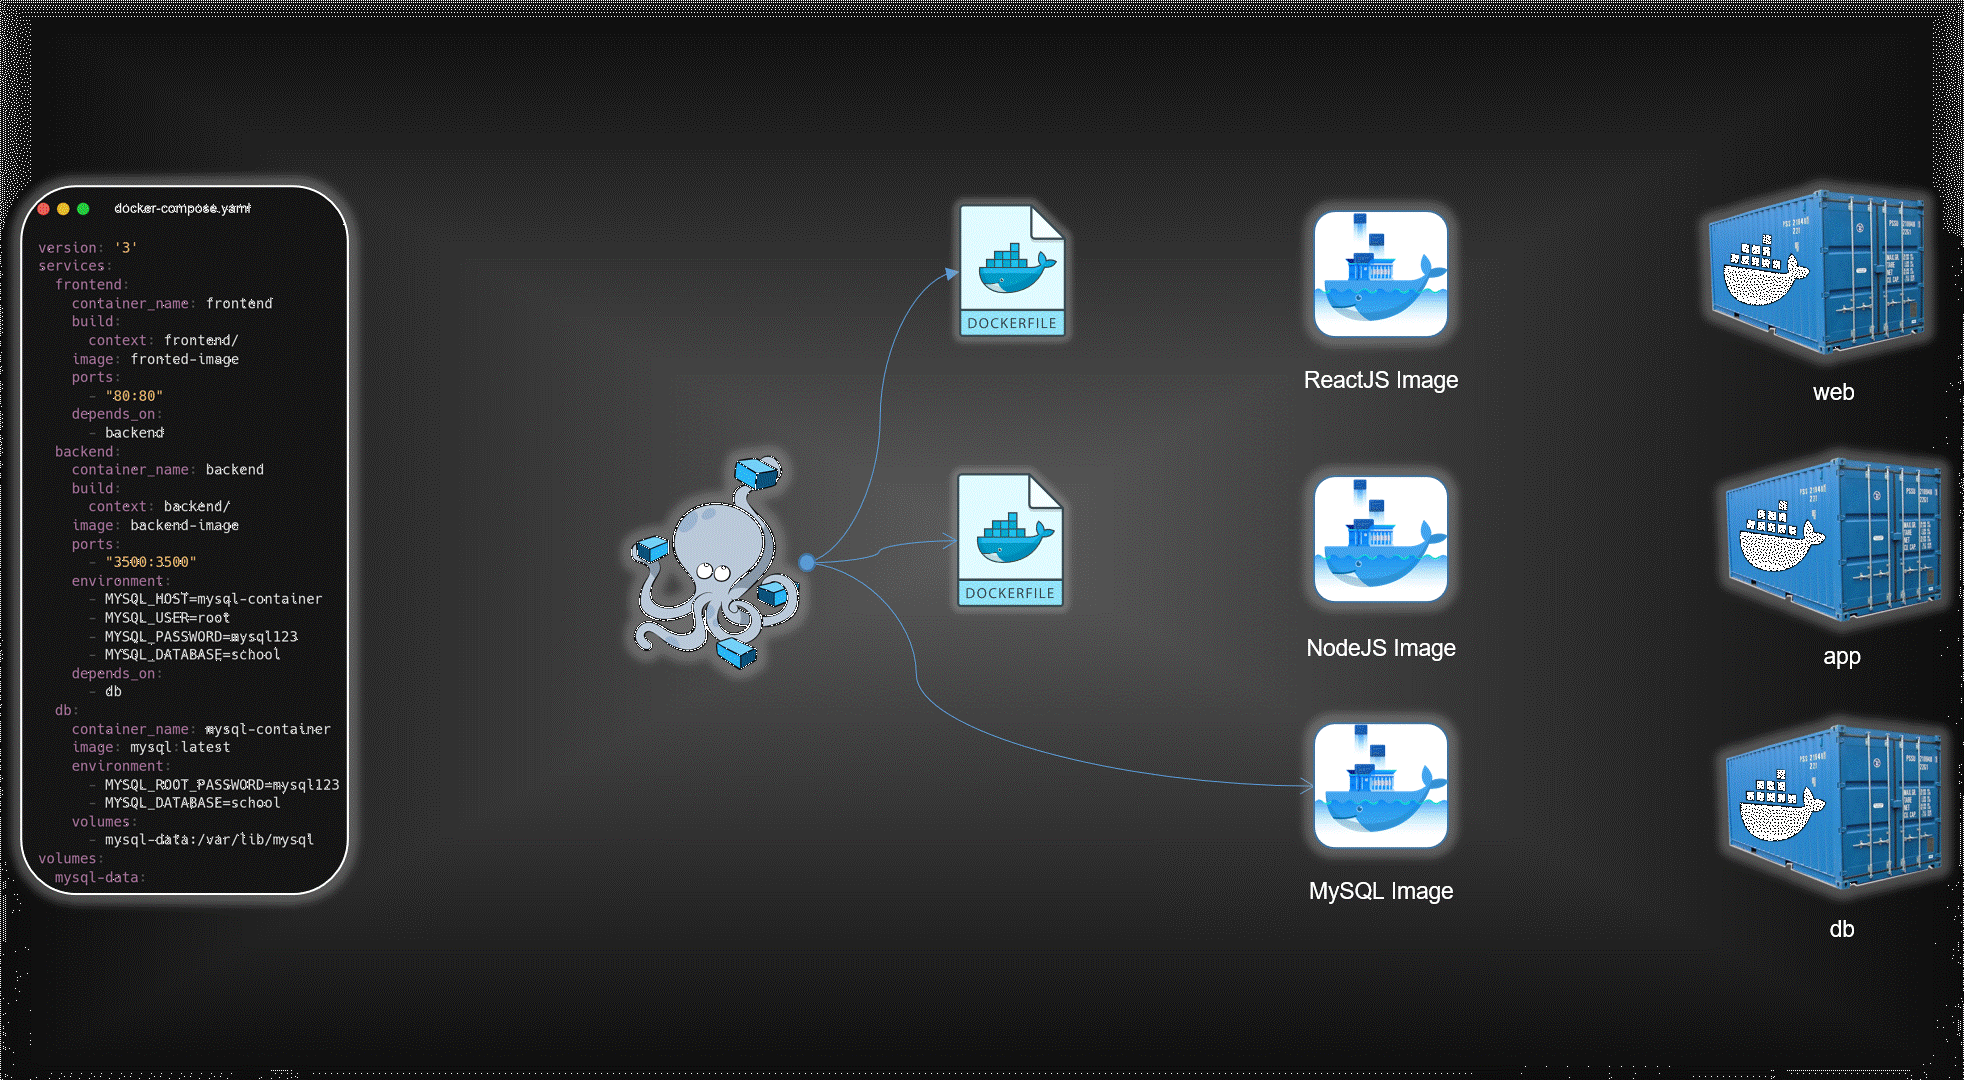 docker-compose.yaml
version: '3'
services:
frontend:
container_name: frontend
build:
context: frontend/
image: fronted-image
ports:
- "80:80"
depends_on:
- backend
backend:
container_name: backend
build:
context: backend/
image: backend-image
ports:
- "3500:3500"
environment:
- MYSQL_HOST=mysql-container
- MYSQL_USER=root
- MYSQL_PASSWORD=mysql123
- MYSQL_DATABASE=school
depends_on:
- db
db:
container_name: mysql-container
image: mysql:latest
environment:
- MYSQL_ROOT_PASSWORD=mysql123
- MYSQL_DATABASE=school
volumes:
- mysql-data:/var/lib/mysql
volumes:
mysql-data:
DOCKERFILE
DOCKERFILE
ReactJS Image
NodeJS Image
MySQL Image
web
app
db